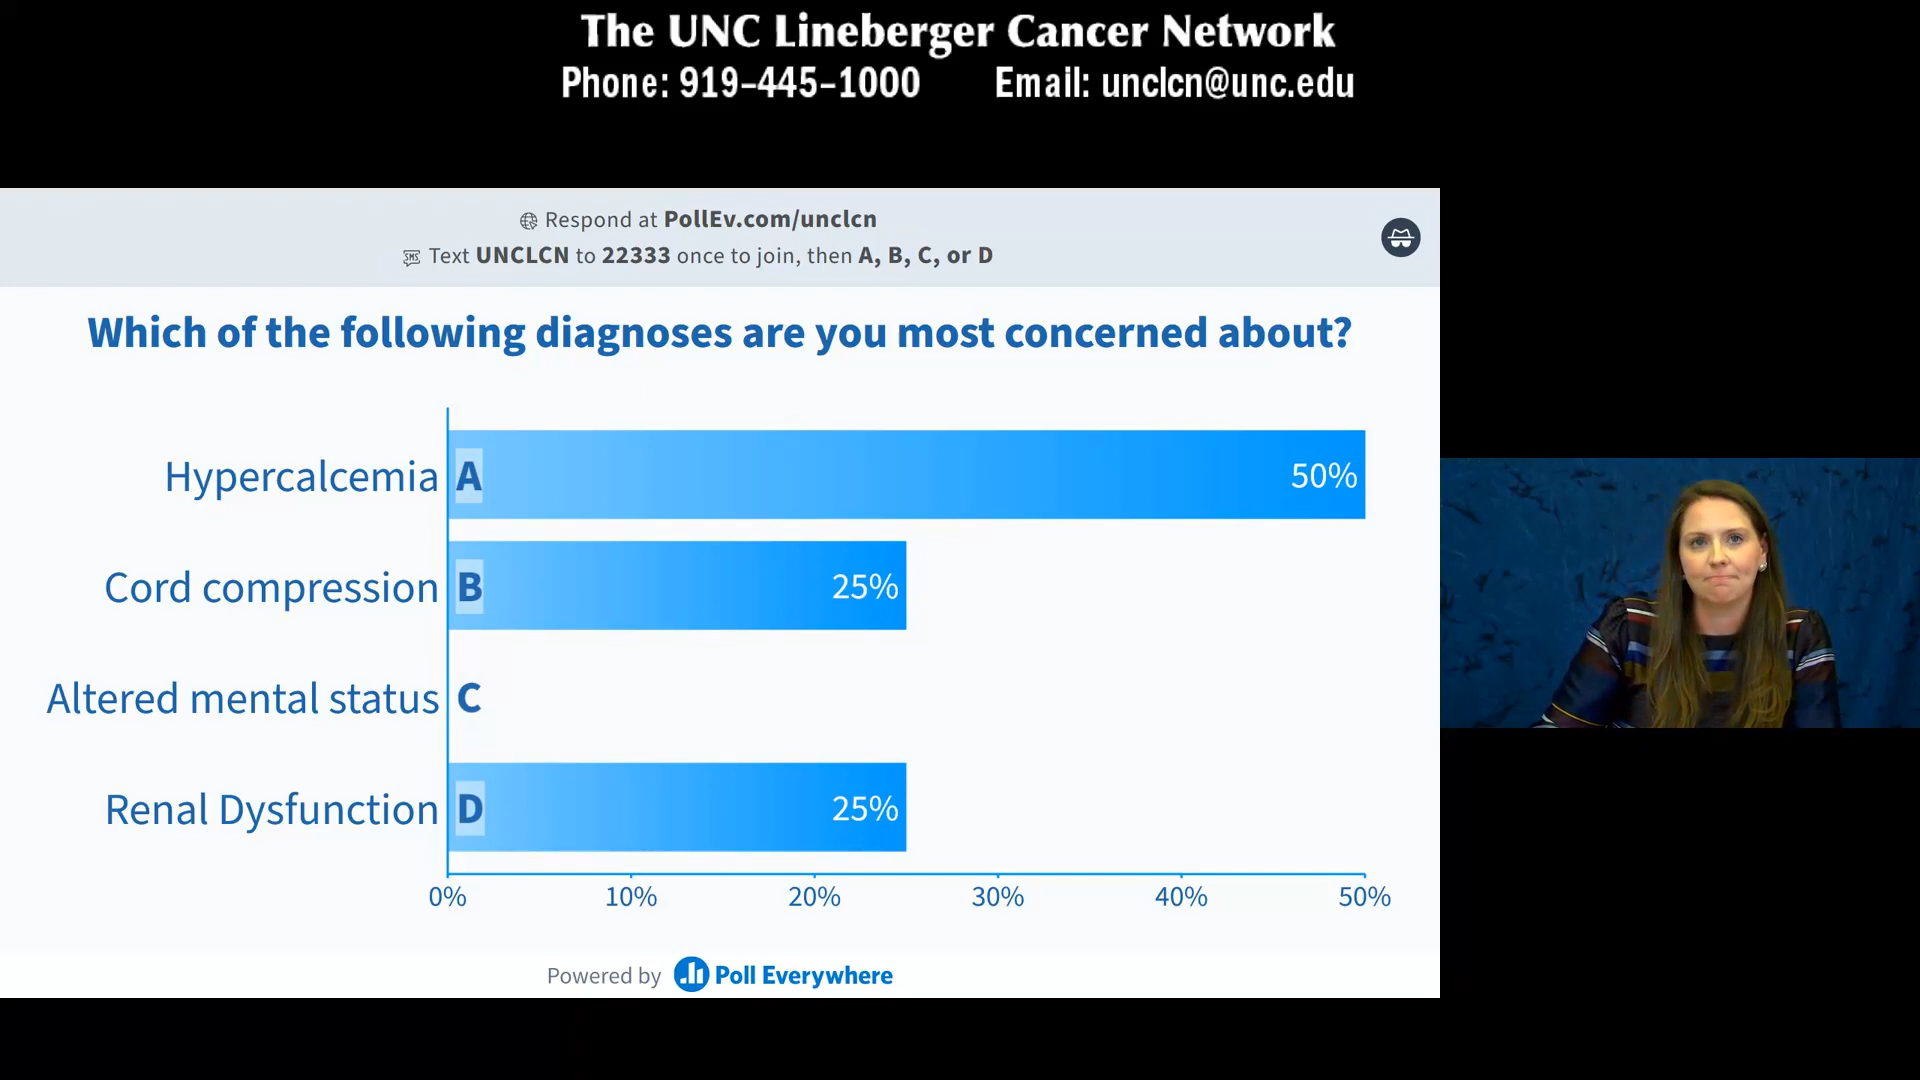 The UNC Lineberger Cancer Network
Phone: 919-445-1000 Email: unclcn@unc.edu
Respond at PollEv.com/unclcn
SMS Text UNCLCN to 22333 once to join, then A, B, C, or D
Which of the following diagnoses are you most concerned about?
Hypercalcemia A 50%
Cord compression B 25%
Altered mental status C
Renal Dysfunction D 25%
0% 10% 20% 30% 40% 50%
Powered by Poll Everywhere